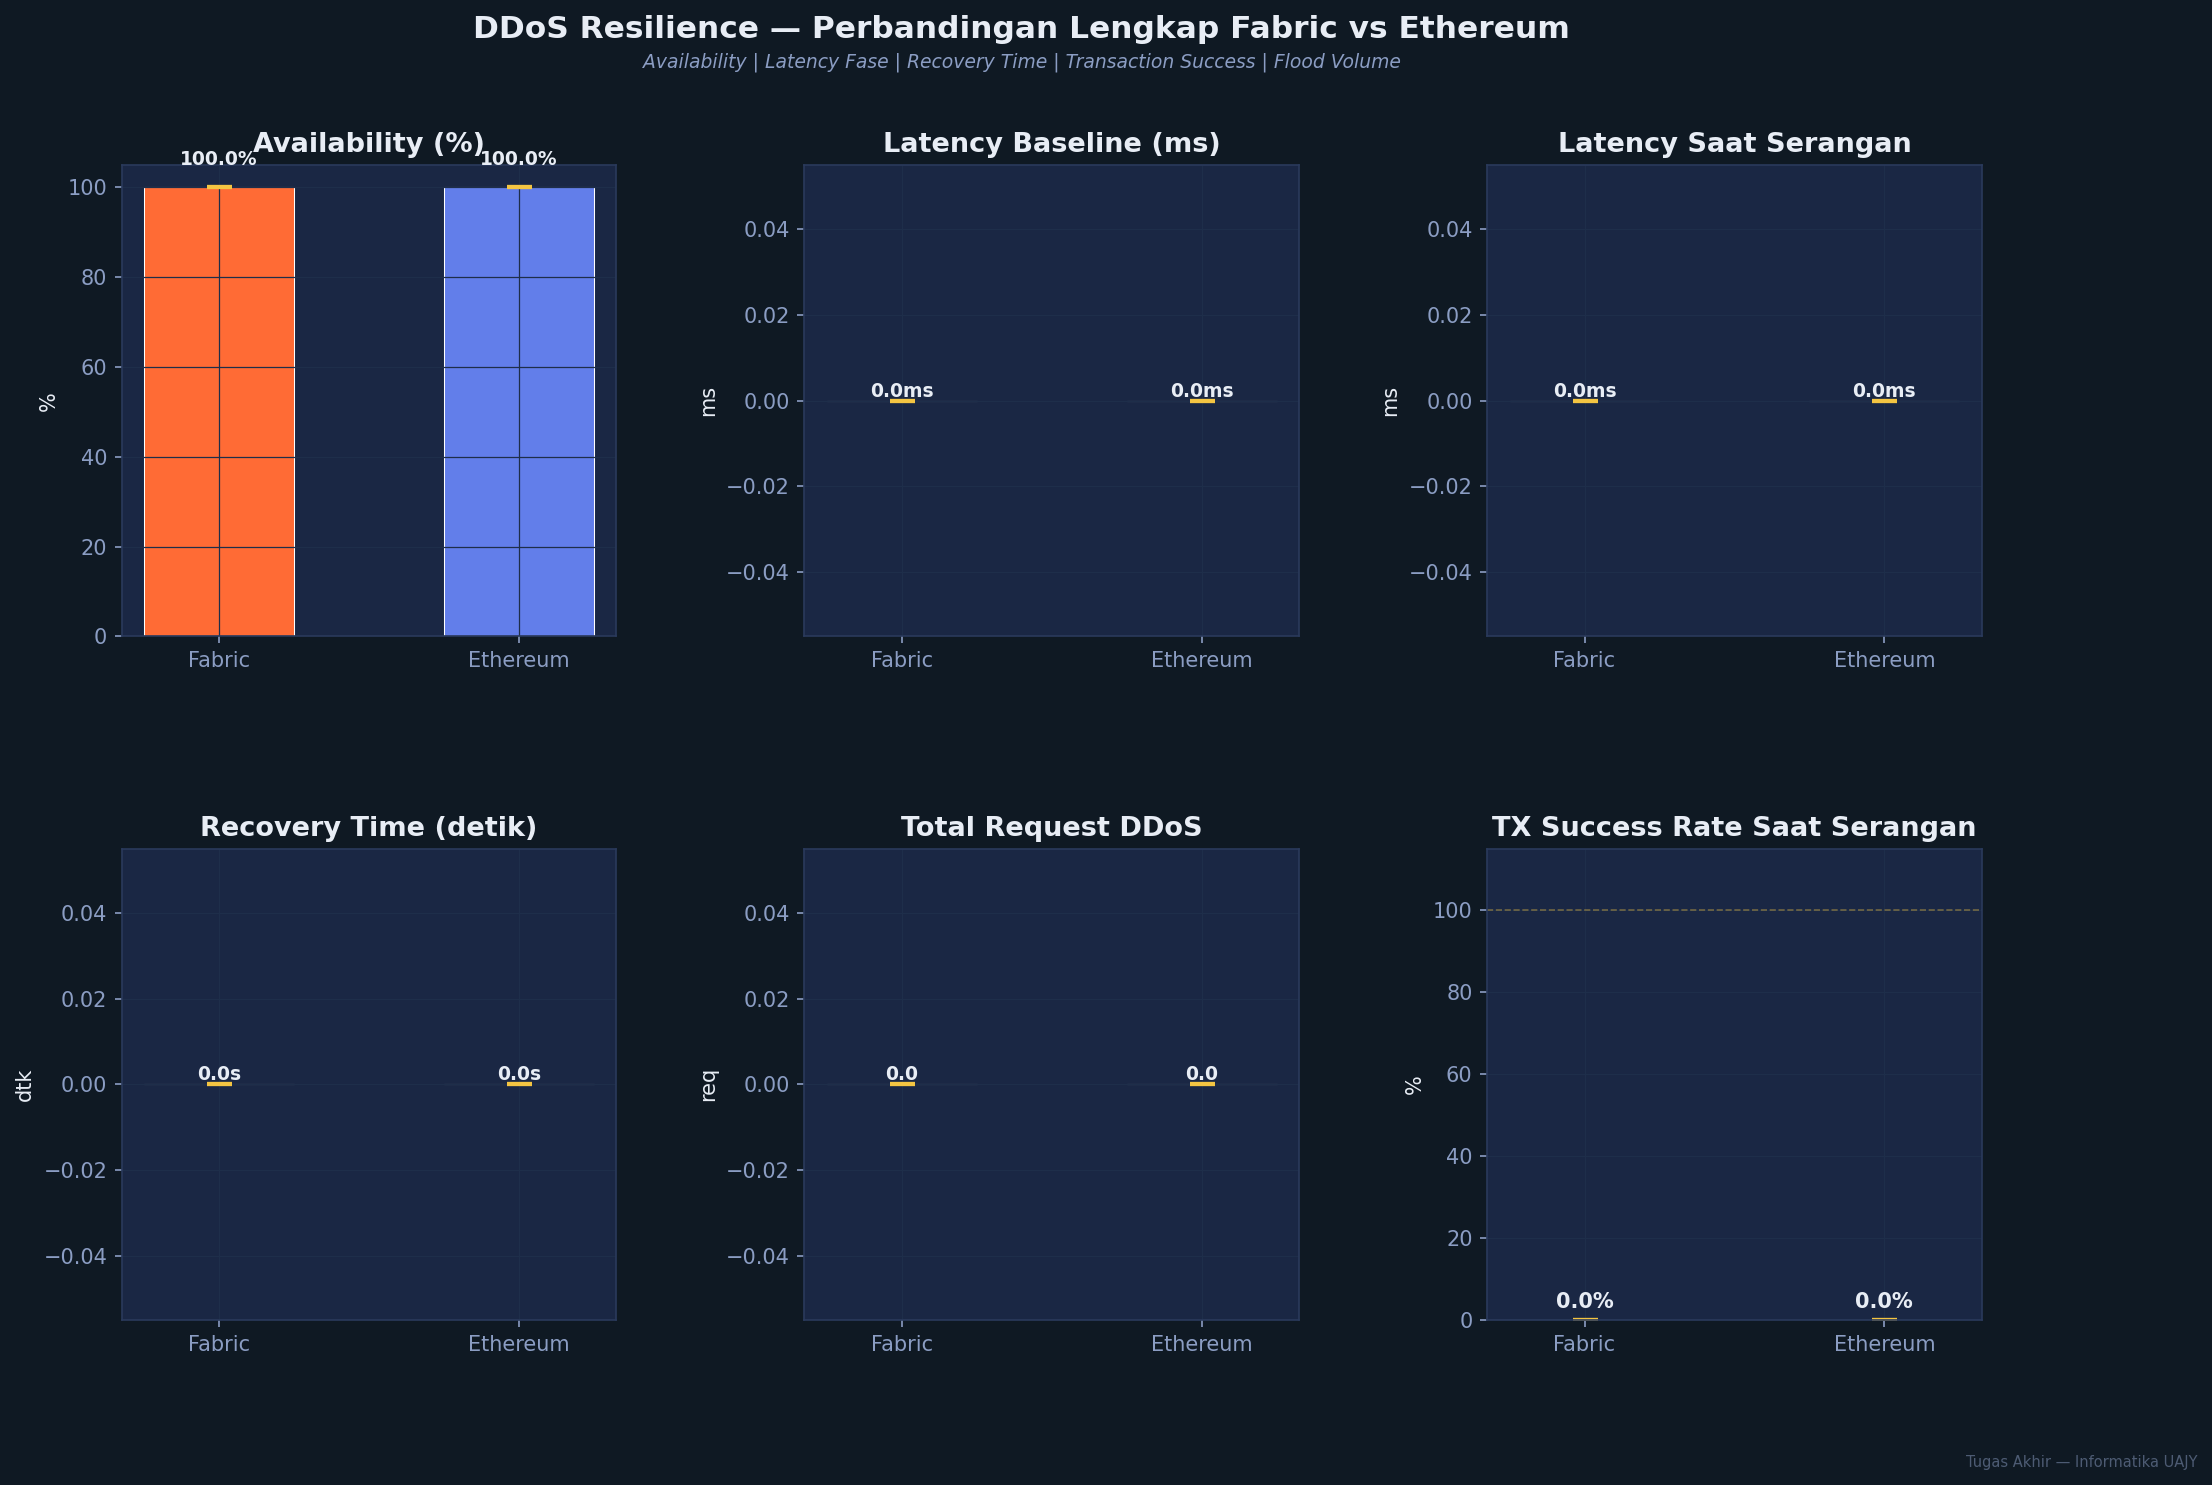 DDoS Resilience — Perbandingan Lengkap Fabric vs Ethereum
Availability | Latency Fase | Recovery Time | Transaction Success | Flood Volume
Availability (%)
100.0%
100.0%
100
80
60
40
20
0
%
Fabric
Ethereum
Latency Baseline (ms)
0.04
0.02
0.00
−0.02
−0.04
ms
0.0ms
0.0ms
Fabric
Ethereum
Latency Saat Serangan
0.04
0.02
0.00
−0.02
−0.04
ms
0.0ms
0.0ms
Fabric
Ethereum
Recovery Time (detik)
0.04
0.02
0.00
−0.02
−0.04
dtk
0.0s
0.0s
Fabric
Ethereum
Total Request DDoS
0.04
0.02
0.00
−0.02
−0.04
req
0.0
0.0
Fabric
Ethereum
TX Success Rate Saat Serangan
100
80
60
40
20
0
%
0.0%
0.0%
Fabric
Ethereum
Tugas Akhir — Informatika UAJY